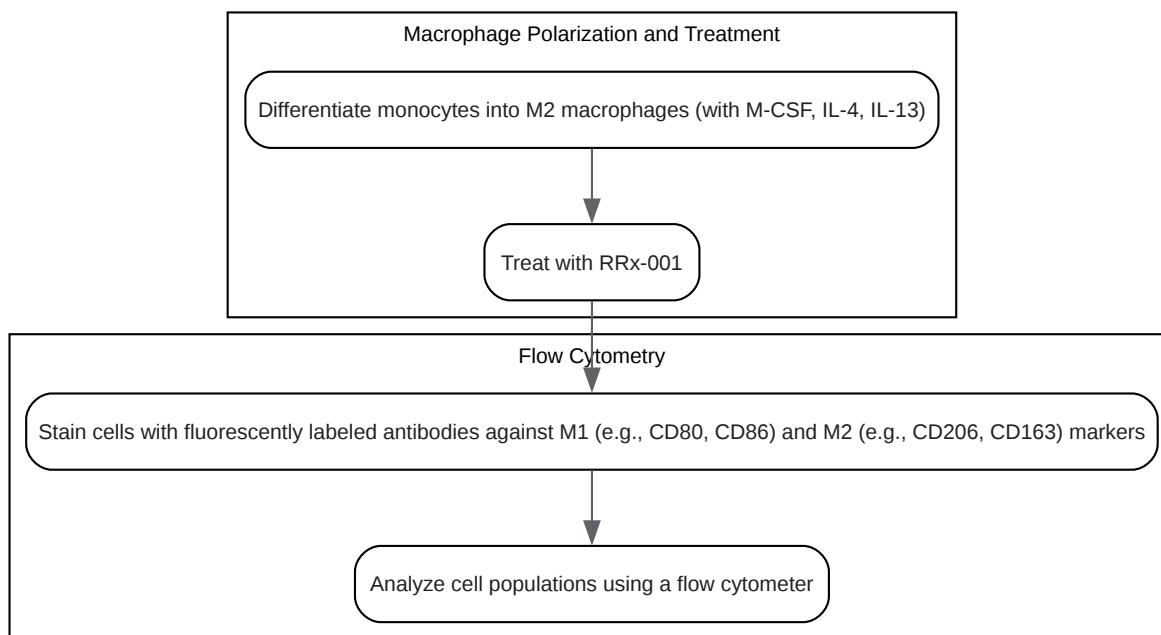 Macrophage Polarization and Treatment
Differentiate monocytes into M2 macrophages (with M-CSF, IL-4, IL-13)
Treat with RRx-001
Flow Cytometry
Stain cells with fluorescently labeled antibodies against M1 (e.g., CD80, CD86) and M2 (e.g., CD206, CD163) markers
Analyze cell populations using a flow cytometer